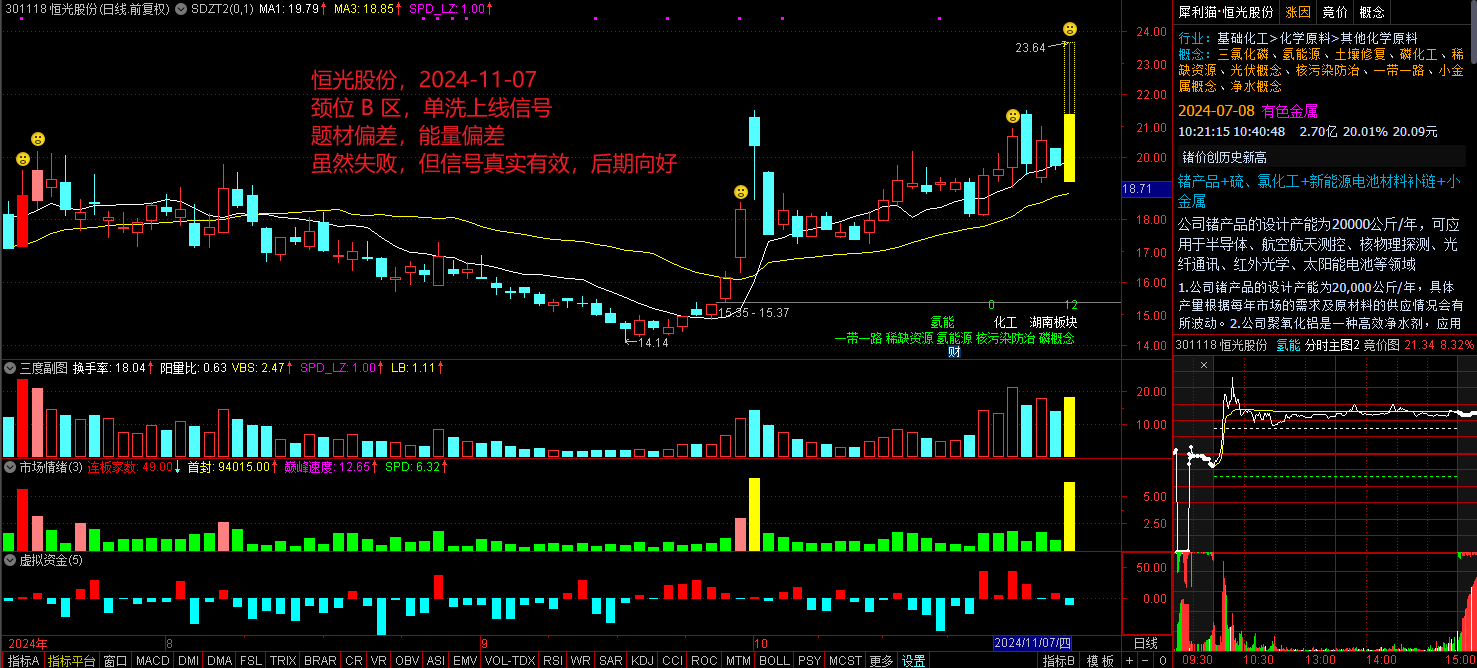 301118 恒光股份(日线.前复权) SDZT2(0,1) MA1: 19.79↑ MA3: 18.85↑ SPD_LZ: 1.00↑
恒光股份，2024-11-07
颈位 B 区，单洗上线信号
题材偏差，能量偏差
虽然失败，但信号真实有效，后期向好
23.64
15.35 - 15.37
14.14
0
12
氢能 化工 湖南板块
一带一路 稀缺资源 氢能源 核污染防治 磷概念
财
24.00
23.00
22.00
21.00
20.00
18.71
18.00
17.00
16.00
15.00
14.00
三度副图 换手率: 18.04↑ 阳量比: 0.63 VBS: 2.47↑ SPD_LZ: 1.00↑ LB: 1.11↑
20.00
10.00
市场情绪(3) 连板家数: 49.00↓ 首封: 94015.00↑ 巅峰速度: 12.65↑ SPD: 6.32↑
5.00
2.50
虚拟资金(5)
50.00
0.00
2024年 8 9 10 2024/11/07/四 日线
指标A 指标平台 窗口 MACD DMI DMA FSL TRIX BRAR CR VR OBV ASI EMV VOL-TDX RSI WR SAR KDJ CCI ROC MTM BOLL PSY MCST 更多 设置 指标B 模板 + - 0
犀利猫·恒光股份 涨因 竞价 概念
行业: 基础化工>化学原料>其他化学原料
概念: 三氯化磷、氢能源、土壤修复、磷化工、稀
缺资源、光伏概念、核污染防治、一带一路、小金
属概念、净水概念
2024-07-08 有色金属
10:21:15 10:40:48 2.70亿 20.01% 20.09元
锗价创历史新高
锗产品+硫、氯化工+新能源电池材料补链+小
金属
公司锗产品的设计产能为20000公斤/年，可应
用于半导体、航空航天测控、核物理探测、光
纤通讯、红外光学、太阳能电池等领域
1.公司锗产品的设计产能为20,000公斤/年，具体
产量根据每年市场的需求及原材料的供应情况会有
所波动。2.公司聚氧化铝是一种高效净水剂，应用
301118 恒光股份 氢能 分时主图2 竞价图 21.34 8.32%
×
09:30 10:30 13:00 14:00 15:00